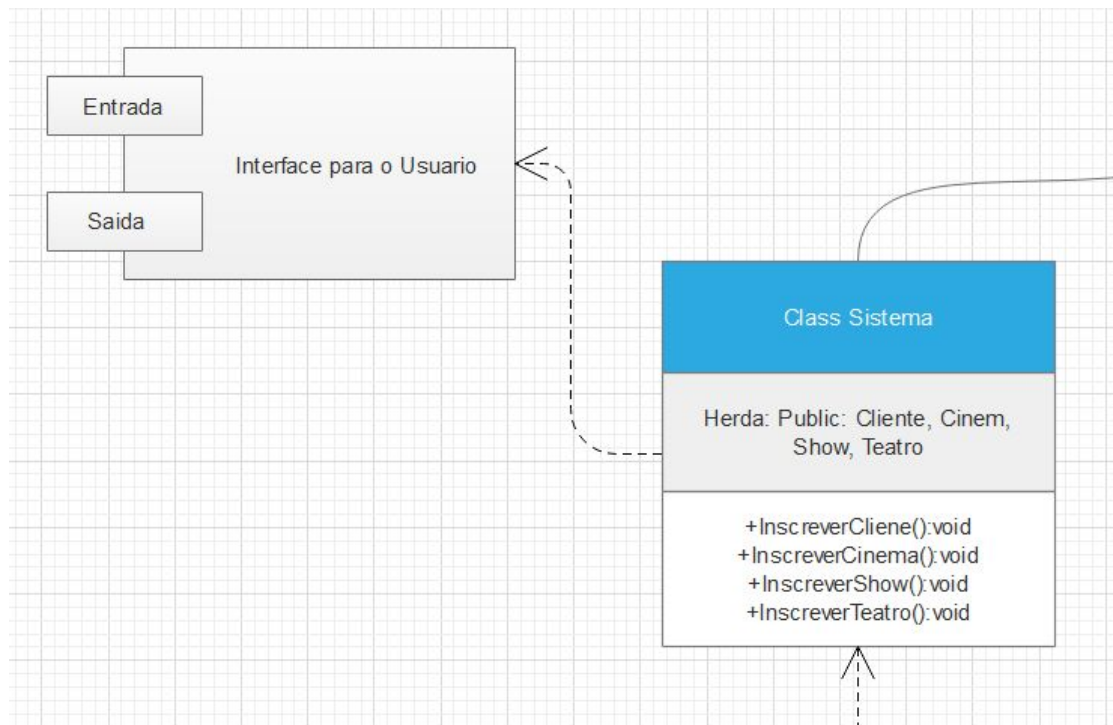 Entrada
Interface para o Usuario
Saida
Class Sistema
Herda: Public: Cliente, Cinem,
Show, Teatro
+InscreverCliene():void
+InscreverCinema():void
+InscreverShow():void
+InscreverTeatro():void